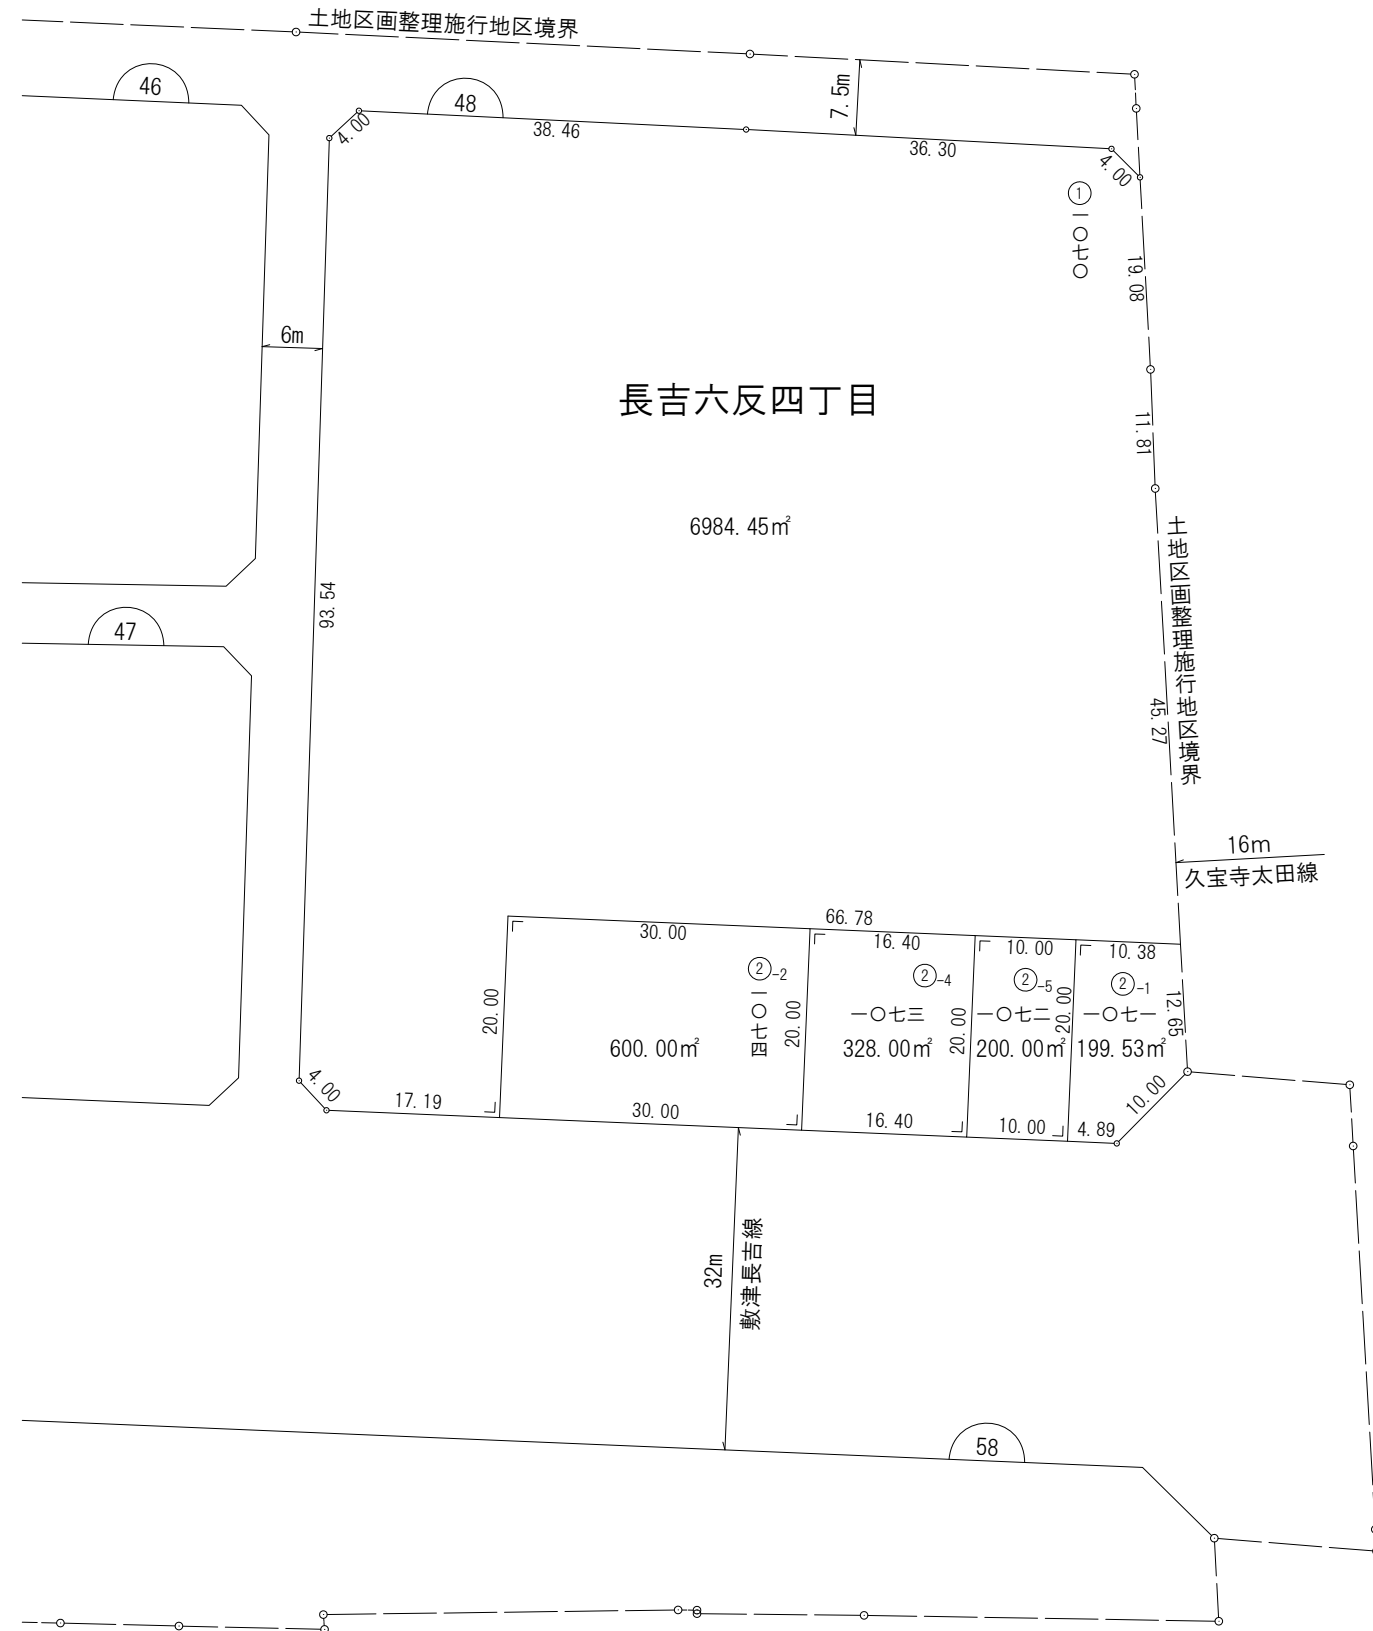 土地区画整理施行地区境界
46
48
4.00
38.46
7.5m
36.30
4.00
①
一〇七〇
19.08
6m
長吉六反四丁目
11.81
6984.45㎡
土地区画整理施行地区境界
93.54
47
45.27
16m
久宝寺太田線
66.78
30.00
16.40
10.00
10.38
②-2
②-4
②-5
②-1
20.00
一〇七四
20.00
一〇七三
20.00
一〇七二
20.00
一〇七一
12.65
600.00㎡
328.00㎡
200.00㎡
199.53㎡
4.00
17.19
30.00
16.40
10.00
4.89
10.00
32m
敷津長吉線
58